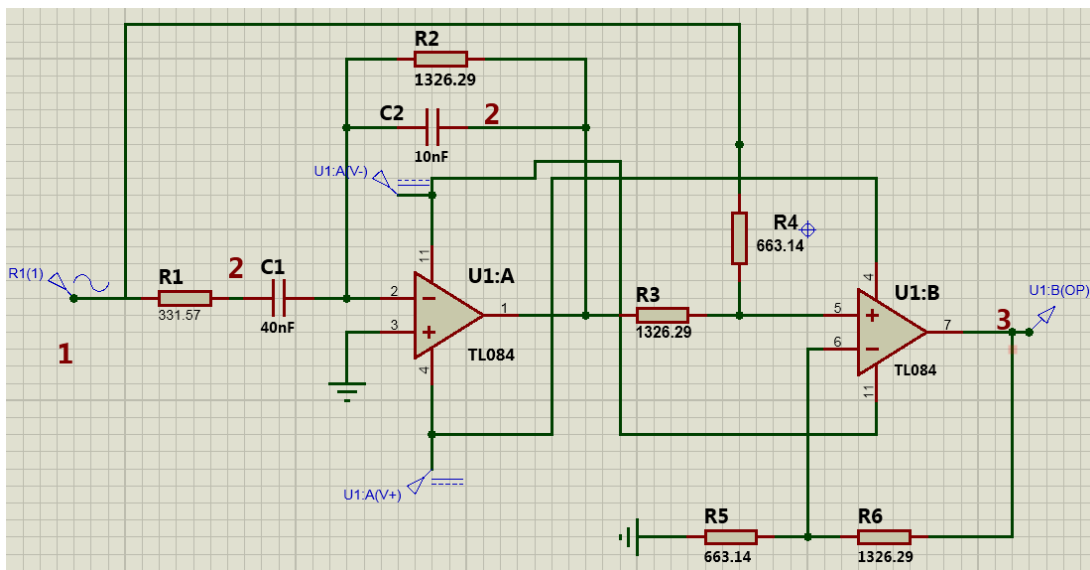 R2
1326.29
C2
2
10nF
U1:A(V-)
R4
663.14
11
4
R1(1)
R1
2
C1
U1:A
R3
U1:B
U1:B(OP)
331.57
40nF
2
1
5
3
7
3
1326.29
6
1
TL084
TL084
4
11
U1:A(V+)
R5
R6
663.14
1326.29